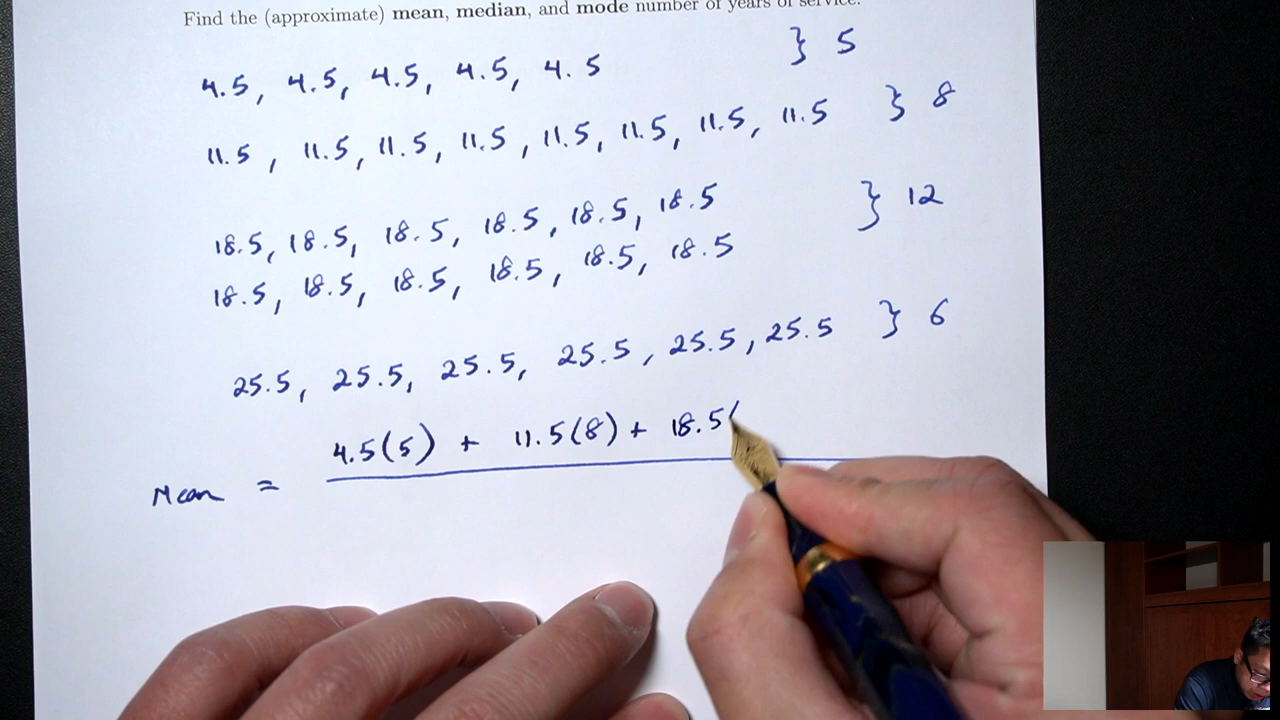 Find the (approximate) mean, median, and mode number of years of service.
4.5, 4.5, 4.5, 4.5, 4.5 } 5
11.5, 11.5, 11.5, 11.5, 11.5, 11.5, 11.5, 11.5 } 8
18.5, 18.5, 18.5, 18.5, 18.5, 18.5 } 12
18.5, 18.5, 18.5, 18.5, 18.5, 18.5
25.5, 25.5, 25.5, 25.5, 25.5, 25.5 } 6
4.5(5) + 11.5(8) + 18.5(
Mean =